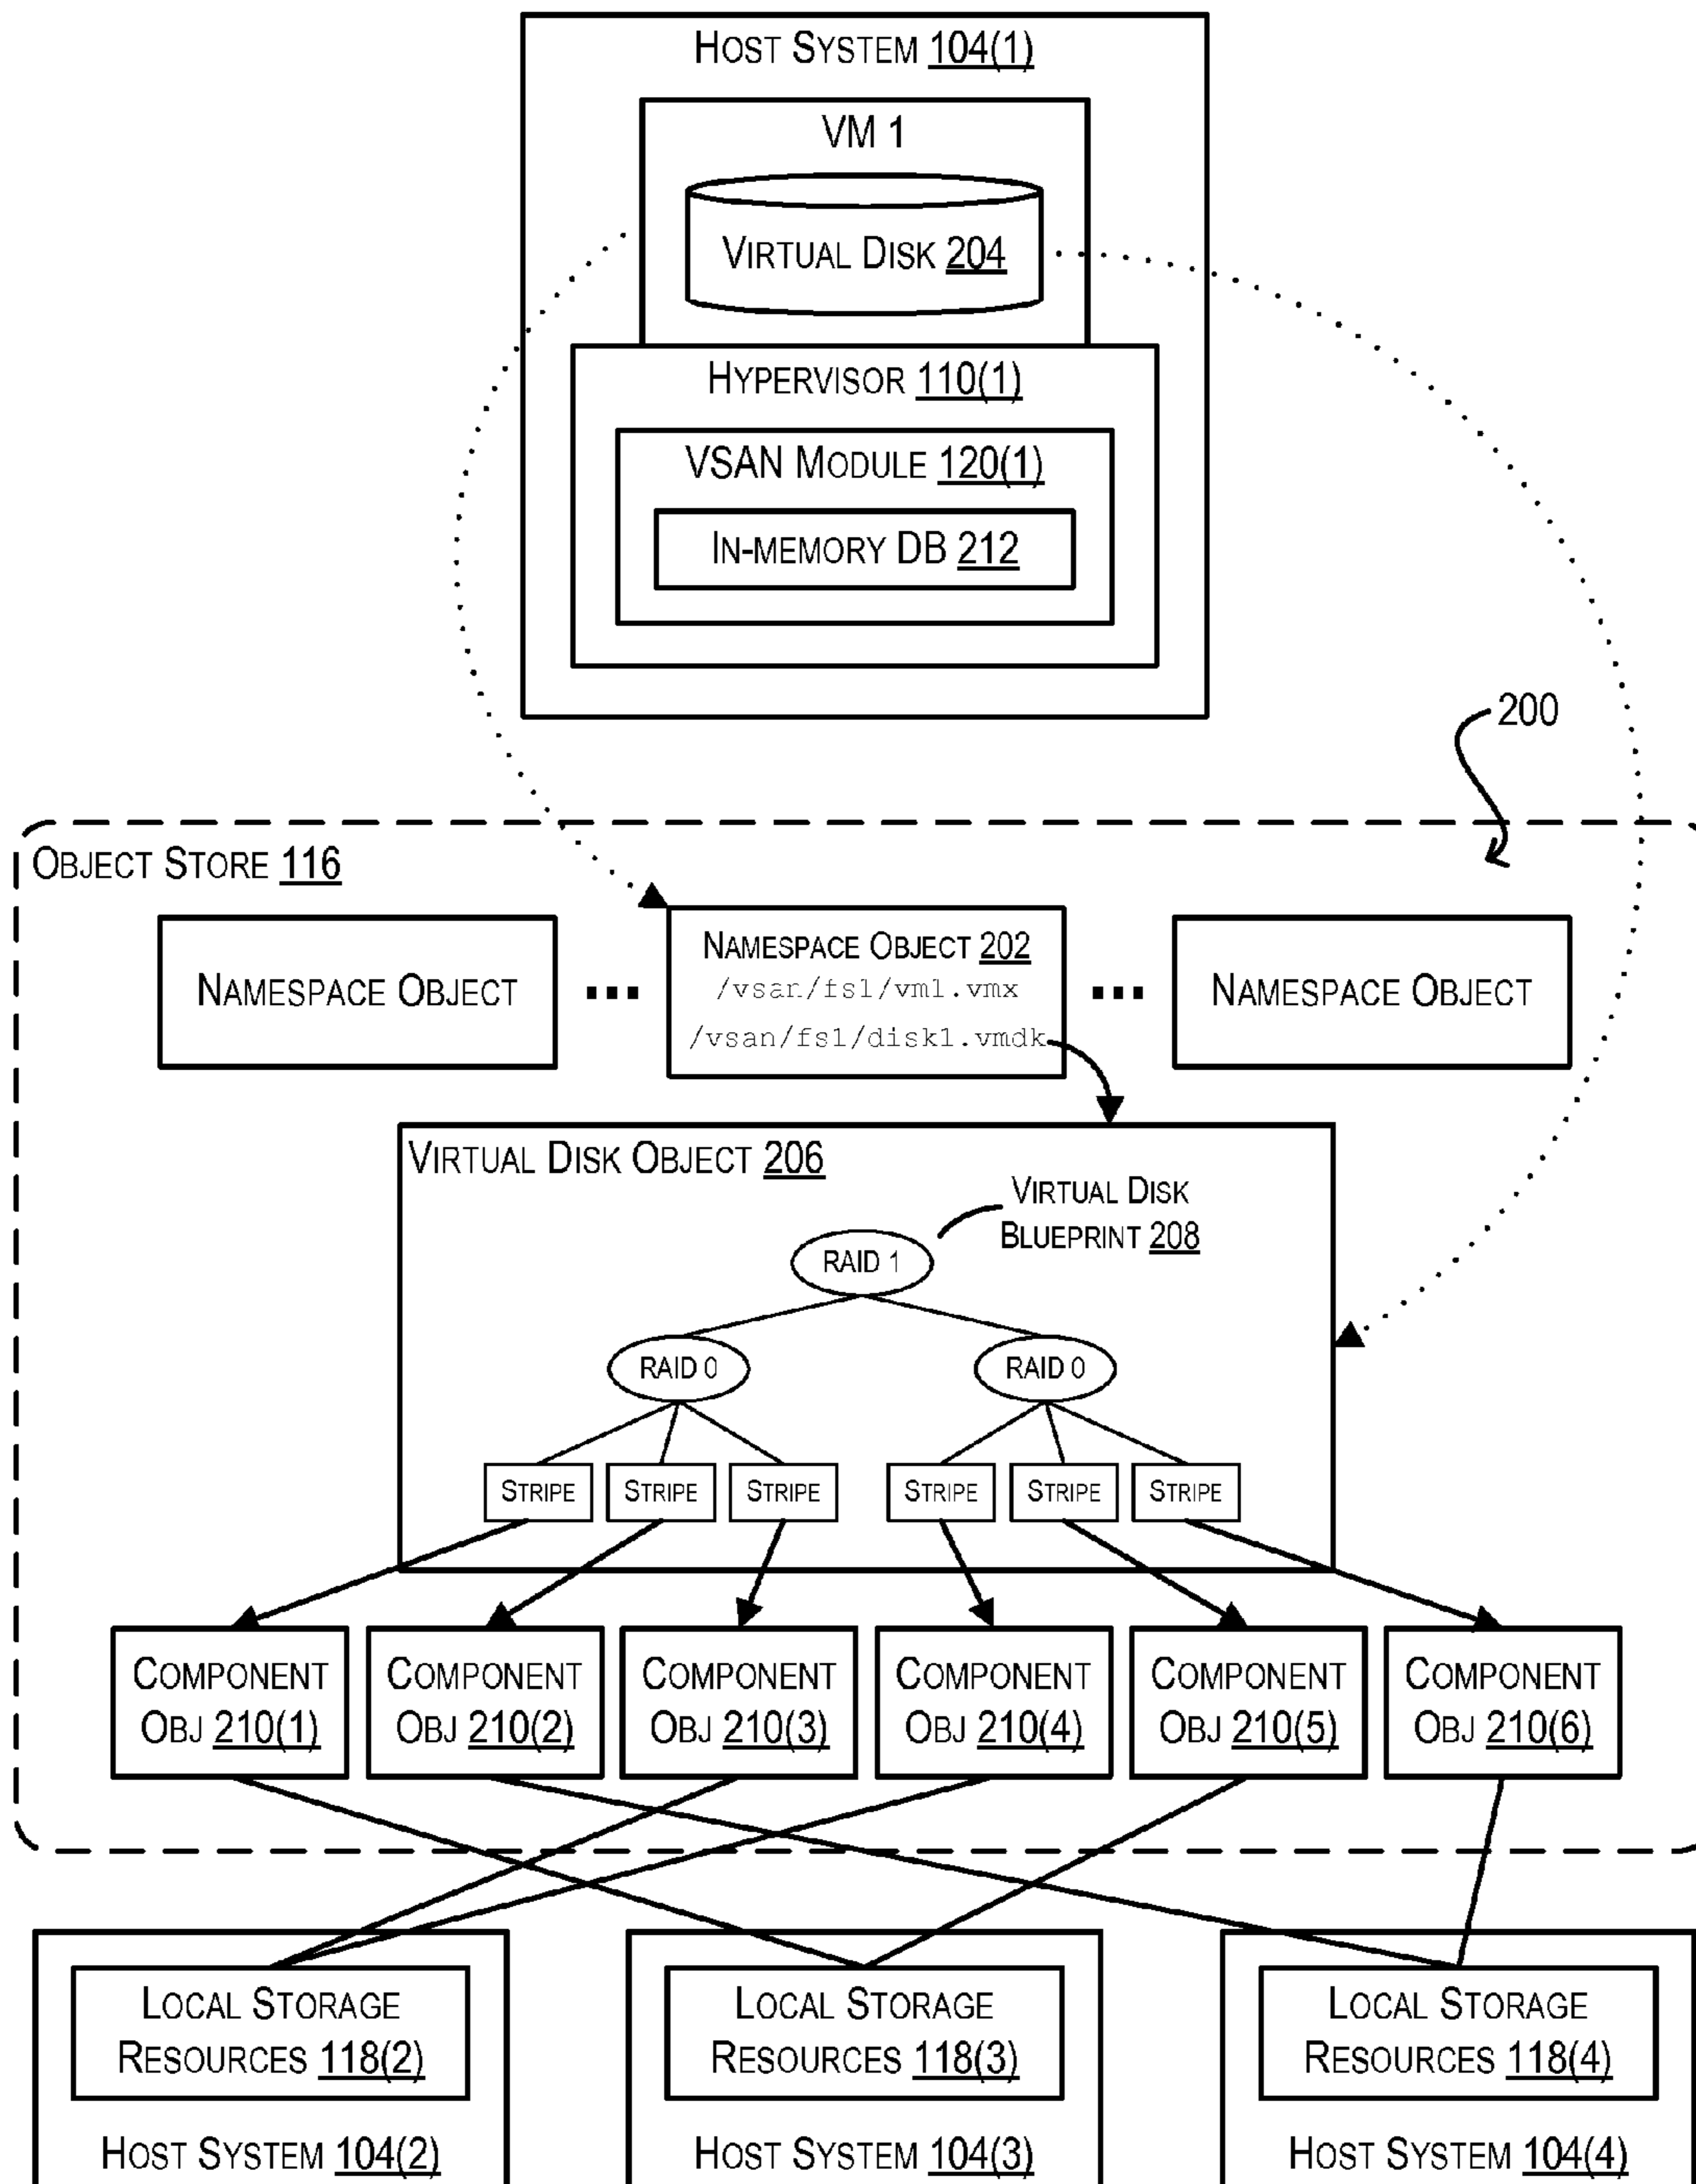 HOST SYSTEM 104(1)
VM 1
VIRTUAL DISK 204
HYPERVISOR 110(1)
VSAN MODULE 120(1)
IN-MEMORY DB 212
200
OBJECT STORE 116
NAMESPACE OBJECT
...
NAMESPACE OBJECT 202
/vsan/fs1/vm1.vmx
/vsan/fs1/disk1.vmdk
...
NAMESPACE OBJECT
VIRTUAL DISK OBJECT 206
VIRTUAL DISK
BLUEPRINT 208
RAID 1
RAID 0
RAID 0
STRIPE
STRIPE
STRIPE
STRIPE
STRIPE
STRIPE
COMPONENT
OBJ 210(1)
COMPONENT
OBJ 210(2)
COMPONENT
OBJ 210(3)
COMPONENT
OBJ 210(4)
COMPONENT
OBJ 210(5)
COMPONENT
OBJ 210(6)
LOCAL STORAGE
RESOURCES 118(2)
HOST SYSTEM 104(2)
LOCAL STORAGE
RESOURCES 118(3)
HOST SYSTEM 104(3)
LOCAL STORAGE
RESOURCES 118(4)
HOST SYSTEM 104(4)